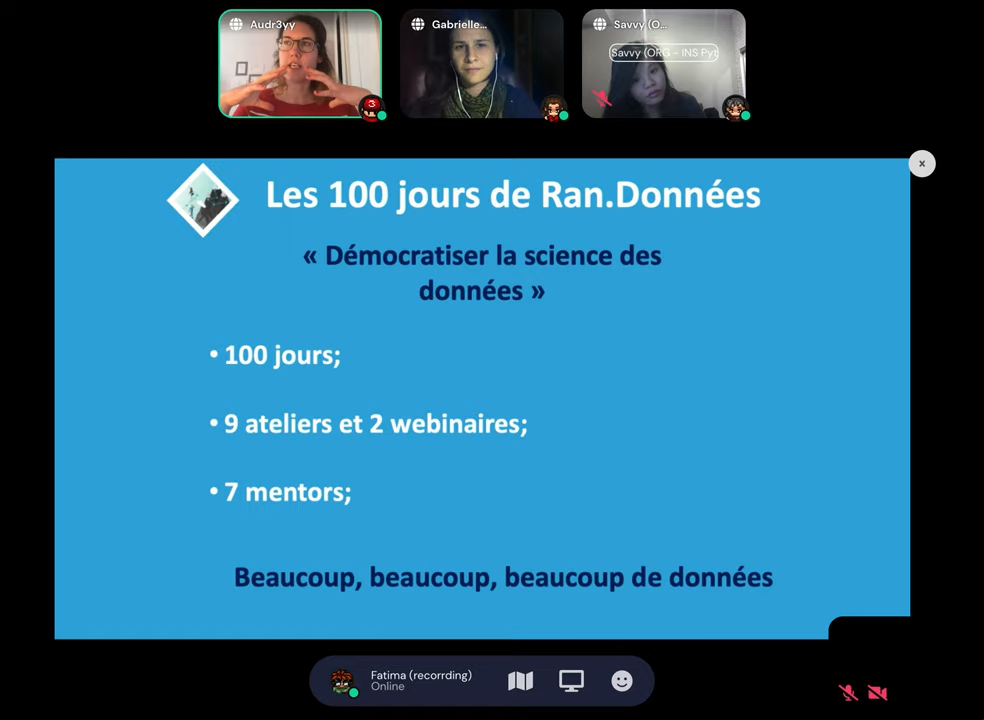 Audr3yy
Gabrielle...
Savvy (O...
Savvy (ORG - INS Pyt
Les 100 jours de Ran.Données
« Démocratiser la science des
données »
• 100 jours;
• 9 ateliers et 2 webinaires;
• 7 mentors;
Beaucoup, beaucoup, beaucoup de données
Fatima (recorrding)
Online